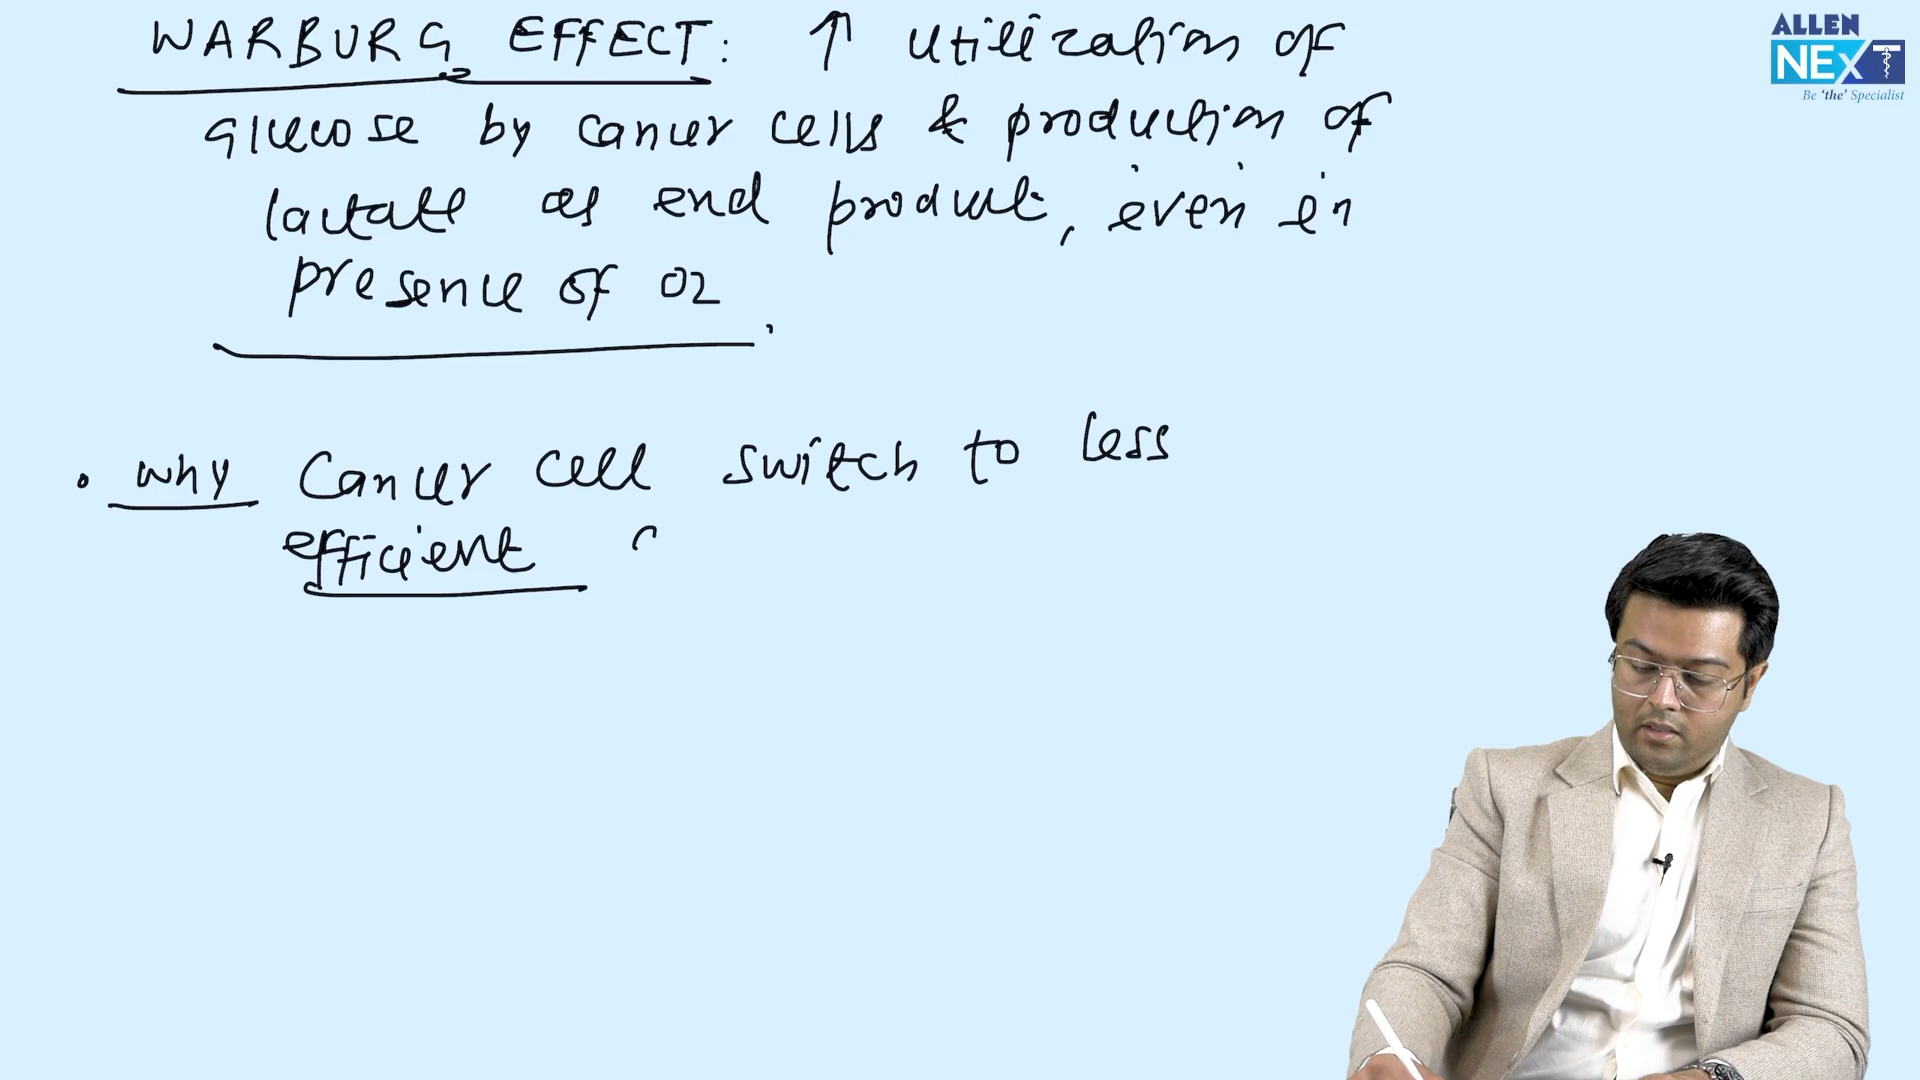 WARBURG EFFECT: ↑ utilization of
glucose by cancer cells & production of
lactate as end product, even in
presence of O2.
• Why Cancer cell switch to less
efficient
ALLEN
NEXT
Be 'the' Specialist